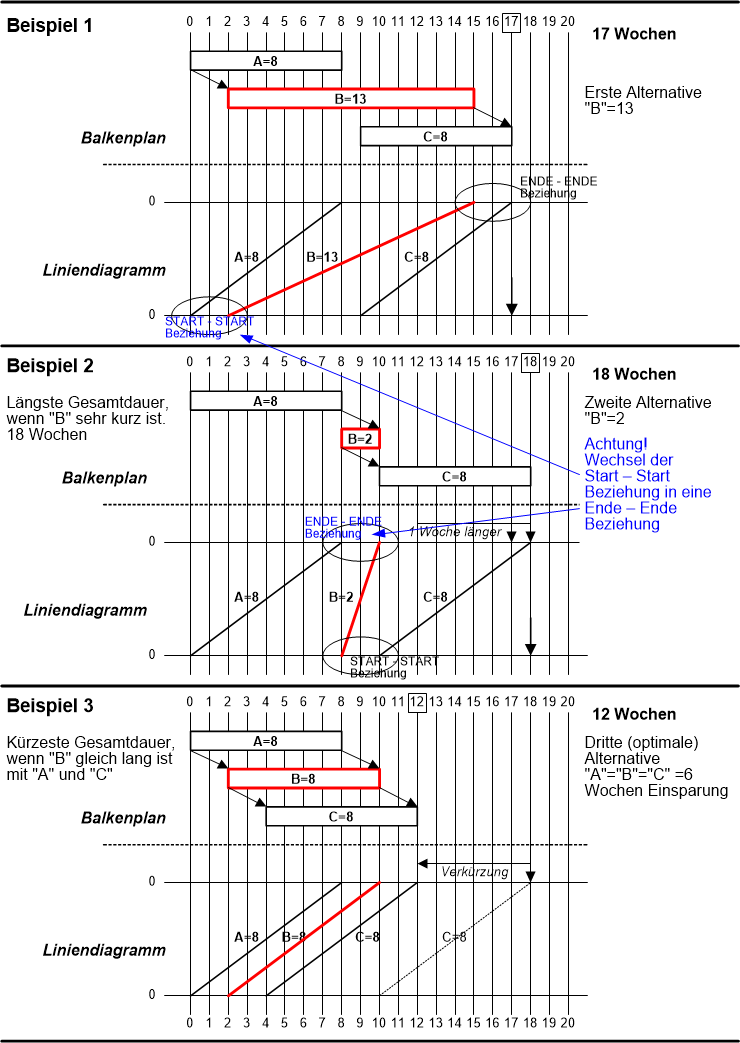 Beispiel 1
0 1 2 3 4 5 6 7 8 9 10 11 12 13 14 15 16 17 18 19 20
17 Wochen
A=8
B=13
Erste Alternative
"B"=13
C=8
Balkenplan
ENDE - ENDE
Beziehung
0
A=8
B=13
C=8
Liniendiagramm
0
START - START
Beziehung
Beispiel 2
0 1 2 3 4 5 6 7 8 9 10 11 12 13 14 15 16 17 18 19 20
18 Wochen
Längste Gesamtdauer,
wenn "B" sehr kurz ist.
18 Wochen
A=8
B=2
C=8
Zweite Alternative
"B"=2
Achtung!
Wechsel der
Start – Start
Beziehung in eine
Ende – Ende
Beziehung
Balkenplan
ENDE - ENDE
Beziehung
1 Woche länger
0
A=8
B=2
C=8
Liniendiagramm
0
START - START
Beziehung
Beispiel 3
0 1 2 3 4 5 6 7 8 9 10 11 12 13 14 15 16 17 18 19 20
12 Wochen
Kürzeste Gesamtdauer,
wenn "B" gleich lang ist
mit "A" und "C"
A=8
B=8
C=8
Dritte (optimale)
Alternative
"A"="B"="C" =6
Wochen Einsparung
Balkenplan
Verkürzung
0
A=8
B=8
C=8
C=8
Liniendiagramm
0
0 1 2 3 4 5 6 7 8 9 10 11 12 13 14 15 16 17 18 19 20